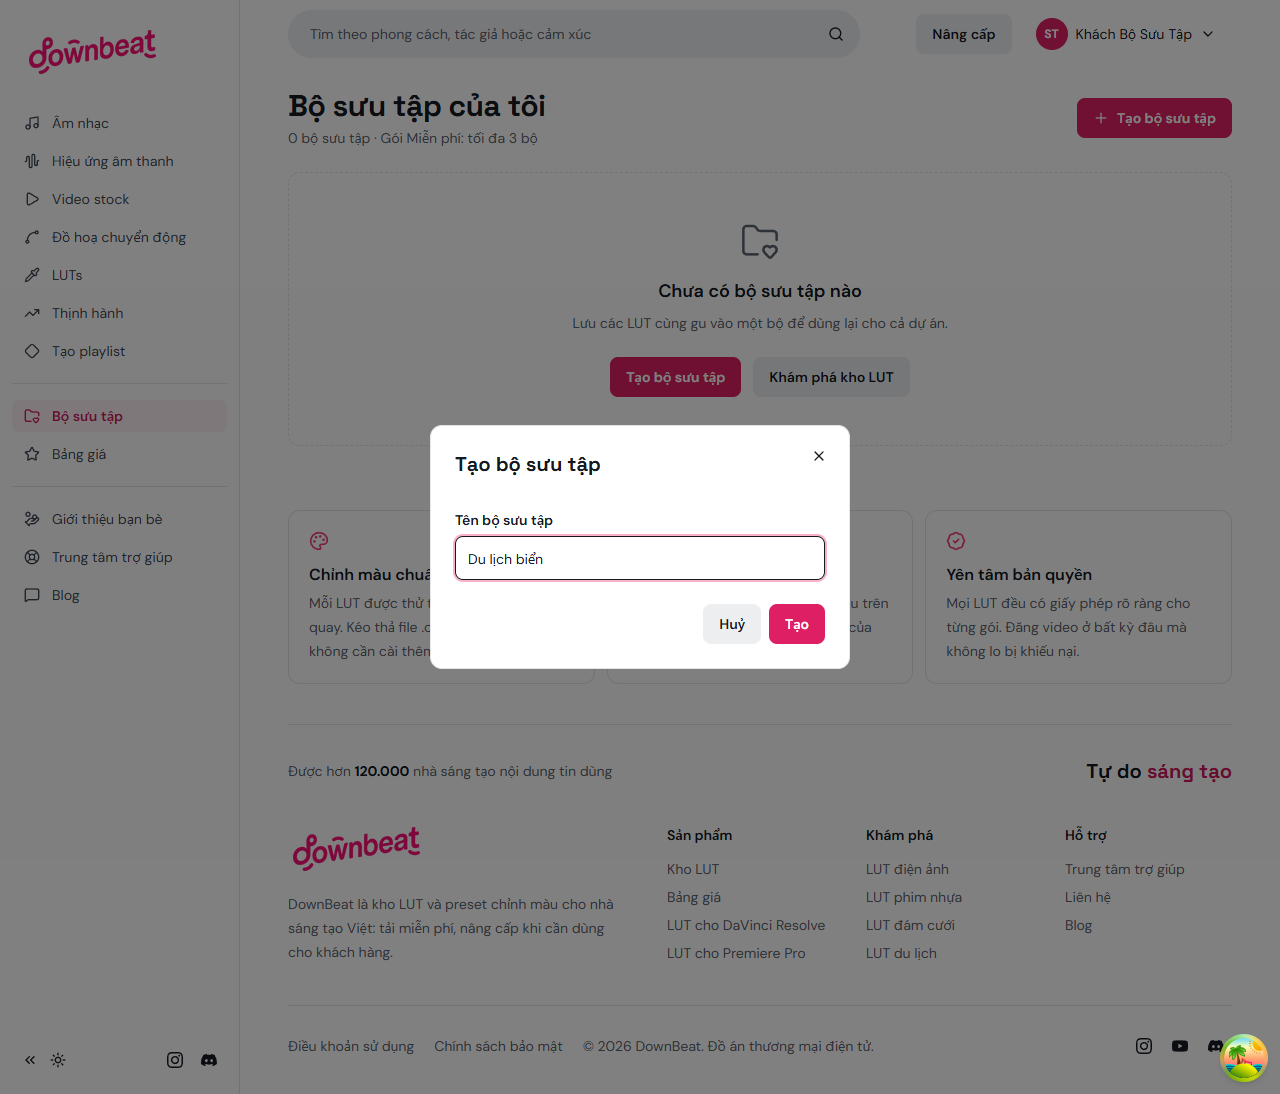 downbeat
Tìm theo phong cách, tác giả hoặc cảm xúc
Nâng cấp
ST
Khách Bộ Sưu Tập
Âm nhạc
Hiệu ứng âm thanh
Video stock
Đồ hoạ chuyển động
LUTs
Thịnh hành
Tạo playlist
Bộ sưu tập
Bảng giá
Giới thiệu bạn bè
Trung tâm trợ giúp
Blog
Bộ sưu tập của tôi
0 bộ sưu tập · Gói Miễn phí: tối đa 3 bộ
Tạo bộ sưu tập
Chưa có bộ sưu tập nào
Lưu các LUT cùng gu vào một bộ để dùng lại cho cả dự án.
Tạo bộ sưu tập
Khám phá kho LUT
Tạo bộ sưu tập
Tên bộ sưu tập
Du lịch biển
Huỷ
Tạo
Chỉnh màu
Mỗi LUT được thử
quay. Kéo thả file
không cần cài thêm
trên
của
Yên tâm bản quyền
Mọi LUT đều có giấy phép rõ ràng cho
từng gói. Đăng video ở bất kỳ đâu mà
không lo bị khiếu nại.
Được hơn 120.000 nhà sáng tạo nội dung tin dùng
Tự do sáng tạo
downbeat
DownBeat là kho LUT và preset chỉnh màu cho nhà
sáng tạo Việt: tải miễn phí, nâng cấp khi cần dùng
cho khách hàng.
Sản phẩm
Kho LUT
Bảng giá
LUT cho DaVinci Resolve
LUT cho Premiere Pro
Khám phá
LUT điện ảnh
LUT phim nhựa
LUT đám cưới
LUT du lịch
Hỗ trợ
Trung tâm trợ giúp
Liên hệ
Blog
Điều khoản sử dụng
Chính sách bảo mật
© 2026 DownBeat. Đồ án thương mại điện tử.